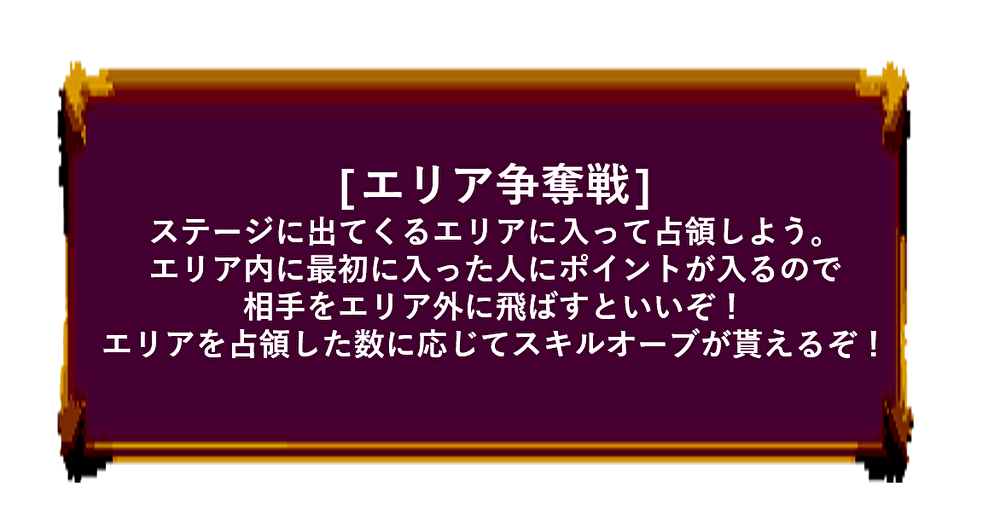 [エリア争奪戦]
ステージに出てくるエリアに入って占領しよう。
エリア内に最初に入った人にポイントが入るので
相手をエリア外に飛ばすといいぞ！
エリアを占領した数に応じてスキルオーブが貰えるぞ！